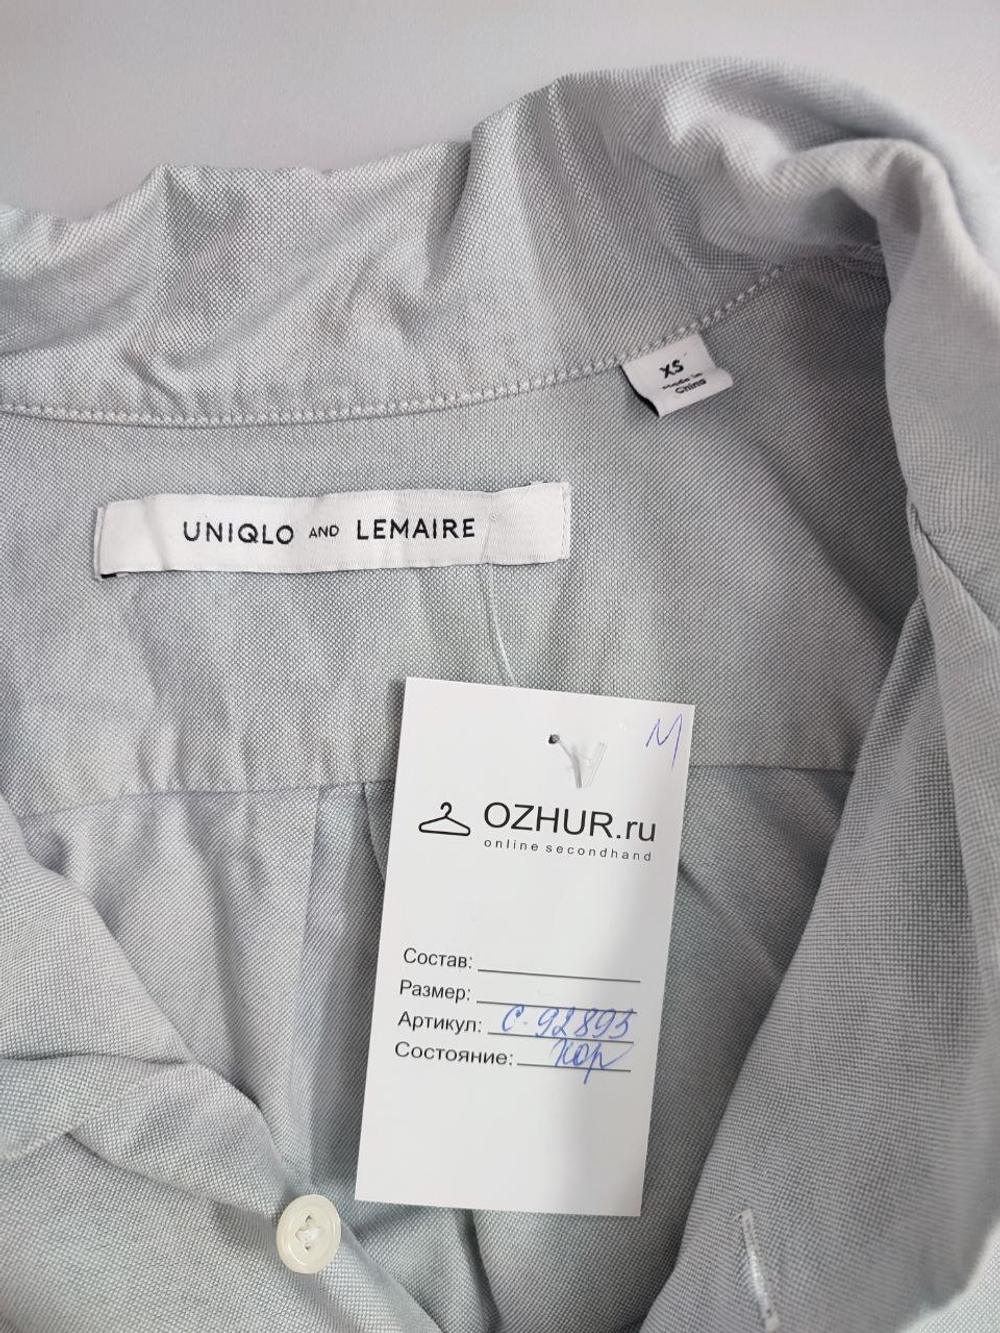 XS
Made in
China
UNIQLO AND LEMAIRE
М
OZHUR.ru
online secondhand
Состав:
Размер:
Артикул: С-92893
Состояние: хор